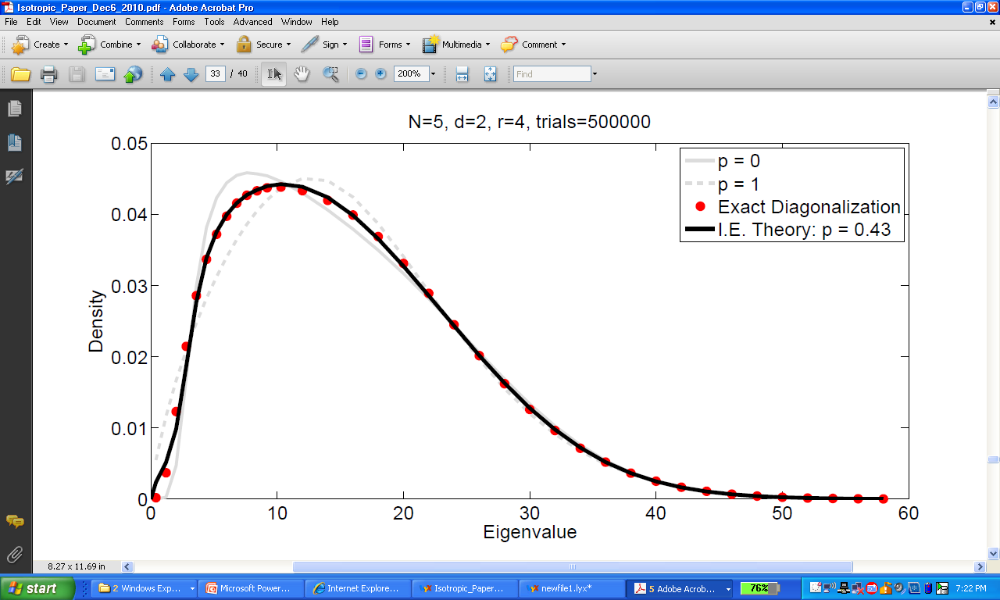 Isotropic_Paper_Dec6_2010.pdf - Adobe Acrobat Pro
File Edit View Document Comments Forms Tools Advanced Window Help
Create Combine Collaborate Secure Sign Forms Multimedia Comment
33 / 40 200% Find
N=5, d=2, r=4, trials=500000
0.05
0.04
0.03
0.02
0.01
0
Density
p = 0
p = 1
Exact Diagonalization
I.E. Theory: p = 0.43
0 10 20 30 40 50 60
Eigenvalue
8.27 x 11.69 in
start 2 Windows Exp... Microsoft Power... Internet Explore... Isotropic_Paper... newfile1.lyx* 5 Adobe Acrob... 76% 7:22 PM